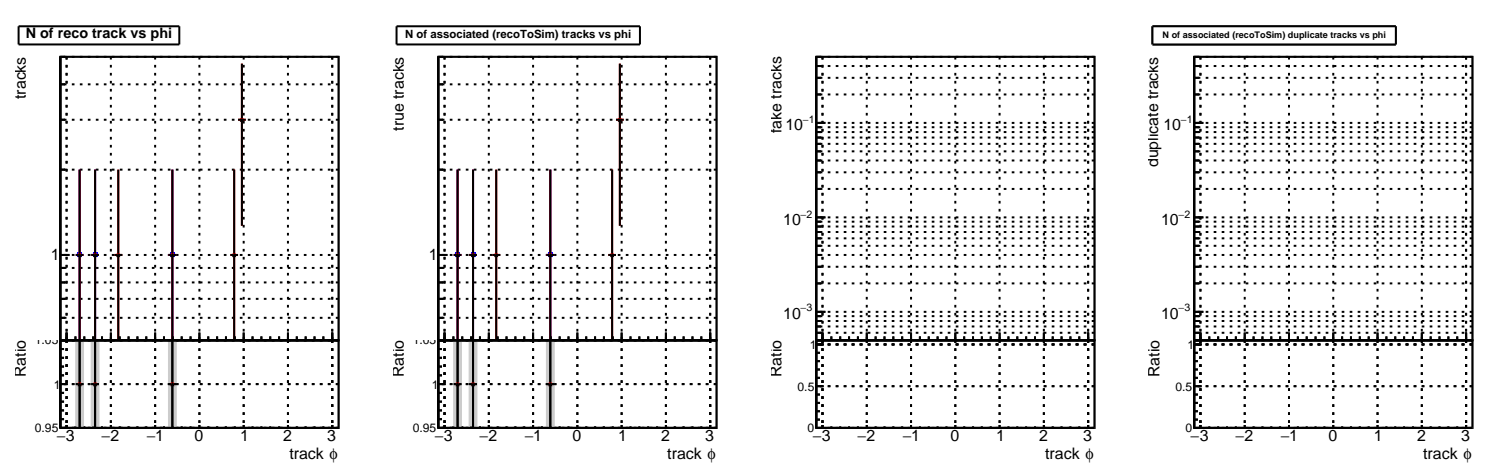 N of reco track vs phi
tracks
1
1.05
Ratio
1
0.95
−3 −2 −1 0 1 2 3
track ϕ
N of associated (recoToSim) tracks vs phi
true tracks
1
1.05
Ratio
1
0.95
−3 −2 −1 0 1 2 3
track ϕ
fake tracks
10−1
10−2
10−3
Ratio
1
0.5
0
−3 −2 −1 0 1 2 3
track ϕ
N of associated (recoToSim) duplicate tracks vs phi
duplicate tracks
10−1
10−2
10−3
Ratio
1
0.5
0
−3 −2 −1 0 1 2 3
track ϕ